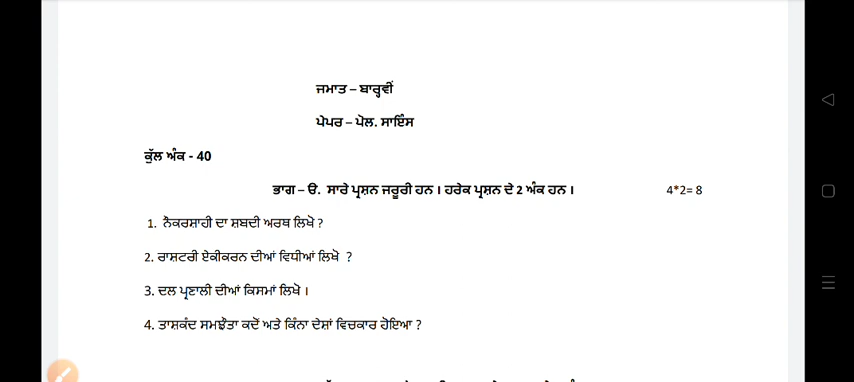 ਜਮਾਤ – ਬਾਰ੍ਹਵੀਂ
ਪੇਪਰ – ਪੋਲ. ਸਾਇੰਸ
ਕੁੱਲ ਅੰਕ - 40
ਭਾਗ – ੳ. ਸਾਰੇ ਪ੍ਰਸ਼ਨ ਜਰੂਰੀ ਹਨ । ਹਰੇਕ ਪ੍ਰਸ਼ਨ ਦੇ 2 ਅੰਕ ਹਨ । 4*2= 8
1. ਨੌਕਰਸ਼ਾਹੀ ਦਾ ਸ਼ਬਦੀ ਅਰਥ ਲਿਖੋ ?
2. ਰਾਸ਼ਟਰੀ ਏਕੀਕਰਨ ਦੀਆਂ ਵਿਧੀਆਂ ਲਿਖੋ ?
3. ਦਲ ਪ੍ਰਣਾਲੀ ਦੀਆਂ ਕਿਸਮਾਂ ਲਿਖੋ ।
4. ਤਾਸ਼ਕੰਦ ਸਮਝੌਤਾ ਕਦੋਂ ਅਤੇ ਕਿੰਨਾ ਦੇਸ਼ਾਂ ਵਿਚਕਾਰ ਹੋਇਆ ?